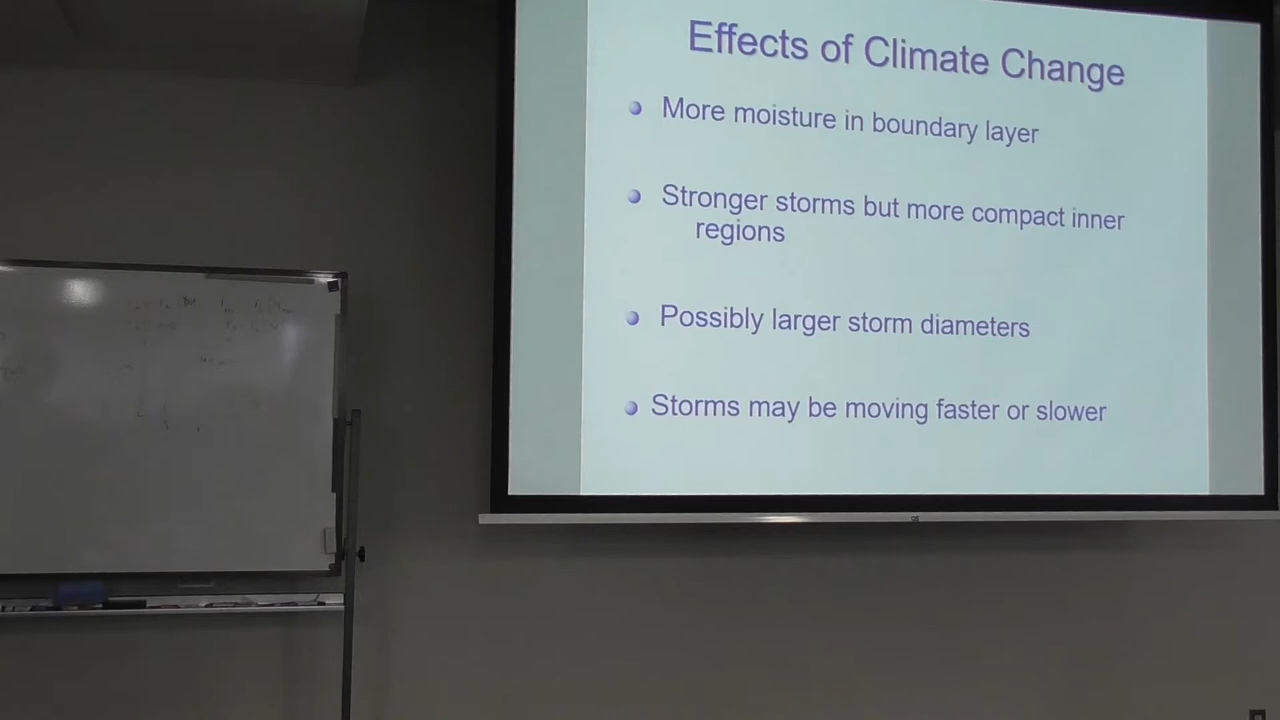 Effects of Climate Change
More moisture in boundary layer
Stronger storms but more compact inner
regions
Possibly larger storm diameters
Storms may be moving faster or slower